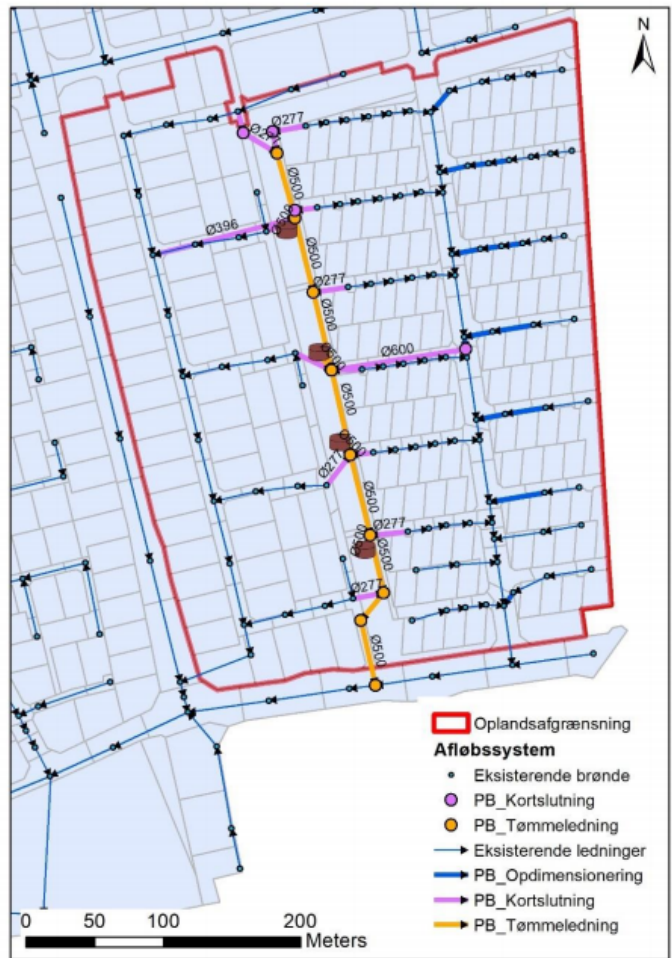 N
Ø277
Ø500
Ø396
Ø500
Ø277
Ø500
Ø600
Ø500
Ø500
Ø277
Ø500
Ø277
Ø500
Ø277
Ø500
Oplandsafgrænsning
Afløbssystem
Eksisterende brønde
PB_Kortslutning
PB_Tømmeledning
Eksisterende ledninger
PB_Opdimensionering
PB_Kortslutning
PB_Tømmeledning
0 50 100 200
Meters